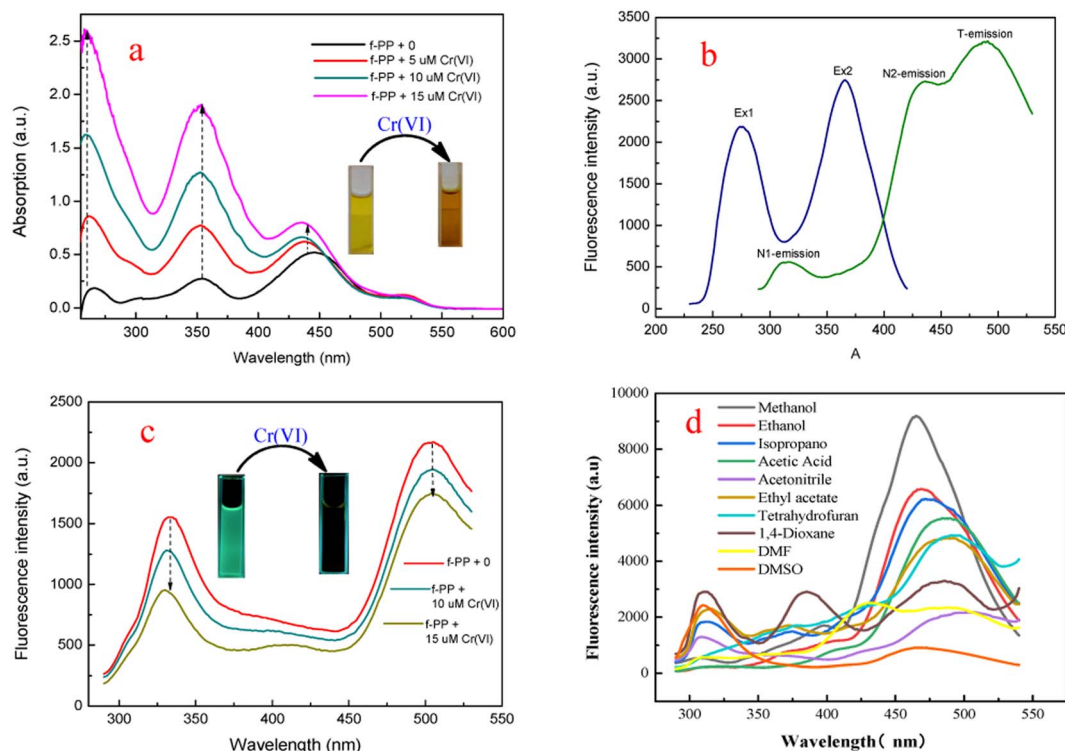 a
f-PP + 0
f-PP + 5 uM Cr(VI)
f-PP + 10 uM Cr(VI)
f-PP + 15 uM Cr(VI)
Cr(VI)
Absorption (a.u.)
2.5
2.0
1.5
1.0
0.5
0.0
300 350 400 450 500 550 600
Wavelength (nm)
b
Ex1
Ex2
N1-emission
N2-emission
T-emission
Fluorescence intensity (a.u.)
3500
3000
2500
2000
1500
1000
500
0
200 250 300 350 400 450 500 550
A
c
Cr(VI)
f-PP + 0
f-PP +
10 uM Cr(VI)
f-PP +
15 uM Cr(VI)
Fluorescence intensity (a.u.)
2500
2000
1750
1500
1250
1000
750
500
250
0
300 350 400 450 500 550
Wavelength (nm)
d
Methanol
Ethanol
Isopropano
Acetic Acid
Acetonitrile
Ethyl acetate
Tetrahydrofuran
1,4-Dioxane
DMF
DMSO
Fluorescence intensity (a.u)
10000
8000
6000
4000
2000
0
300 350 400 450 500 550
Wavelength( nm)